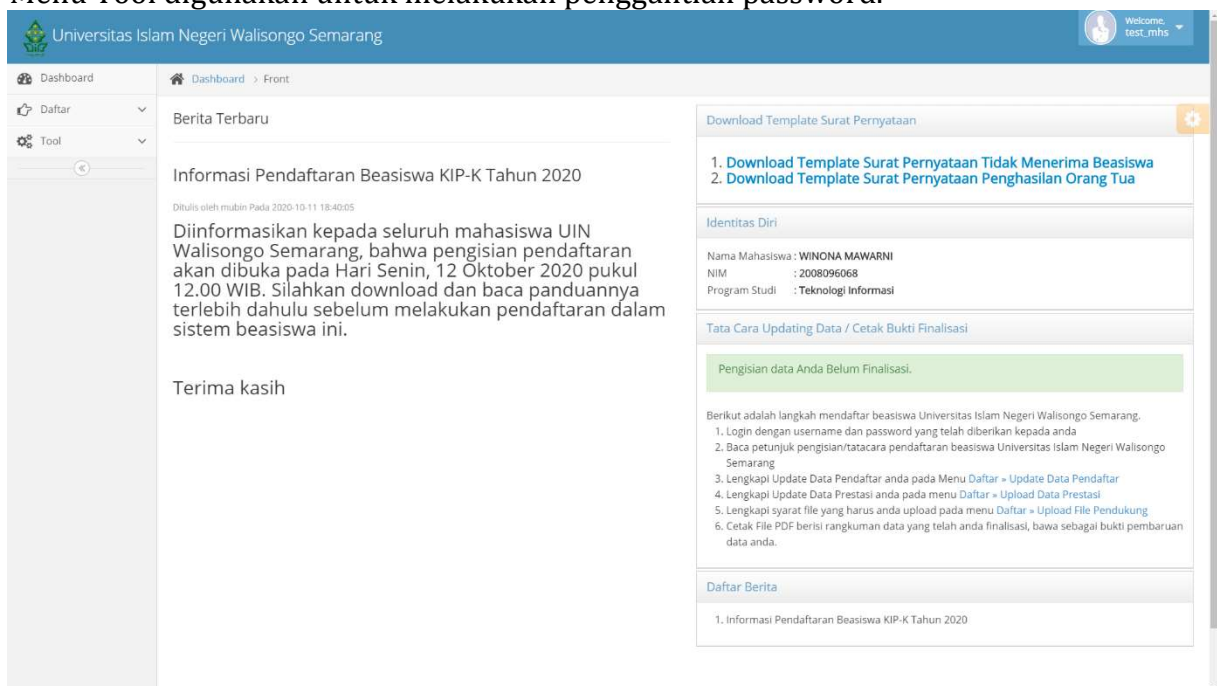 Menu Tool digunakan untuk melakukan penggantian password.
Universitas Islam Negeri Walisongo Semarang
Welcome,
test_mhs
Dashboard
Daftar
Tool
Dashboard > Front
Berita Terbaru
Informasi Pendaftaran Beasiswa KIP-K Tahun 2020
Ditulis oleh mubin Pada 2020-10-11 18:40:05
Diinformasikan kepada seluruh mahasiswa UIN
Walisongo Semarang, bahwa pengisian pendaftaran
akan dibuka pada Hari Senin, 12 Oktober 2020 pukul
12.00 WIB. Silahkan download dan baca panduannya
terlebih dahulu sebelum melakukan pendaftaran dalam
sistem beasiswa ini.
Terima kasih
Download Template Surat Pernyataan
1. Download Template Surat Pernyataan Tidak Menerima Beasiswa
2. Download Template Surat Pernyataan Penghasilan Orang Tua
Identitas Diri
Nama Mahasiswa : WINONA MAWARNI
NIM : 2008096068
Program Studi : Teknologi Informasi
Tata Cara Updating Data / Cetak Bukti Finalisasi
Pengisian data Anda Belum Finalisasi.
Berikut adalah langkah mendaftar beasiswa Universitas Islam Negeri Walisongo Semarang.
1. Login dengan username dan password yang telah diberikan kepada anda
2. Baca petunjuk pengisian/tatacara pendaftaran beasiswa Universitas Islam Negeri Walisongo
Semarang
3. Lengkapi Update Data Pendaftar anda pada Menu Daftar » Update Data Pendaftar
4. Lengkapi Update Data Prestasi anda pada menu Daftar » Upload Data Prestasi
5. Lengkapi syarat file yang harus anda upload pada menu Daftar » Upload File Pendukung
6. Cetak File PDF berisi rangkuman data yang telah anda finalisasi, bawa sebagai bukti pembaruan
data anda.
Daftar Berita
1. Informasi Pendaftaran Beasiswa KIP-K Tahun 2020